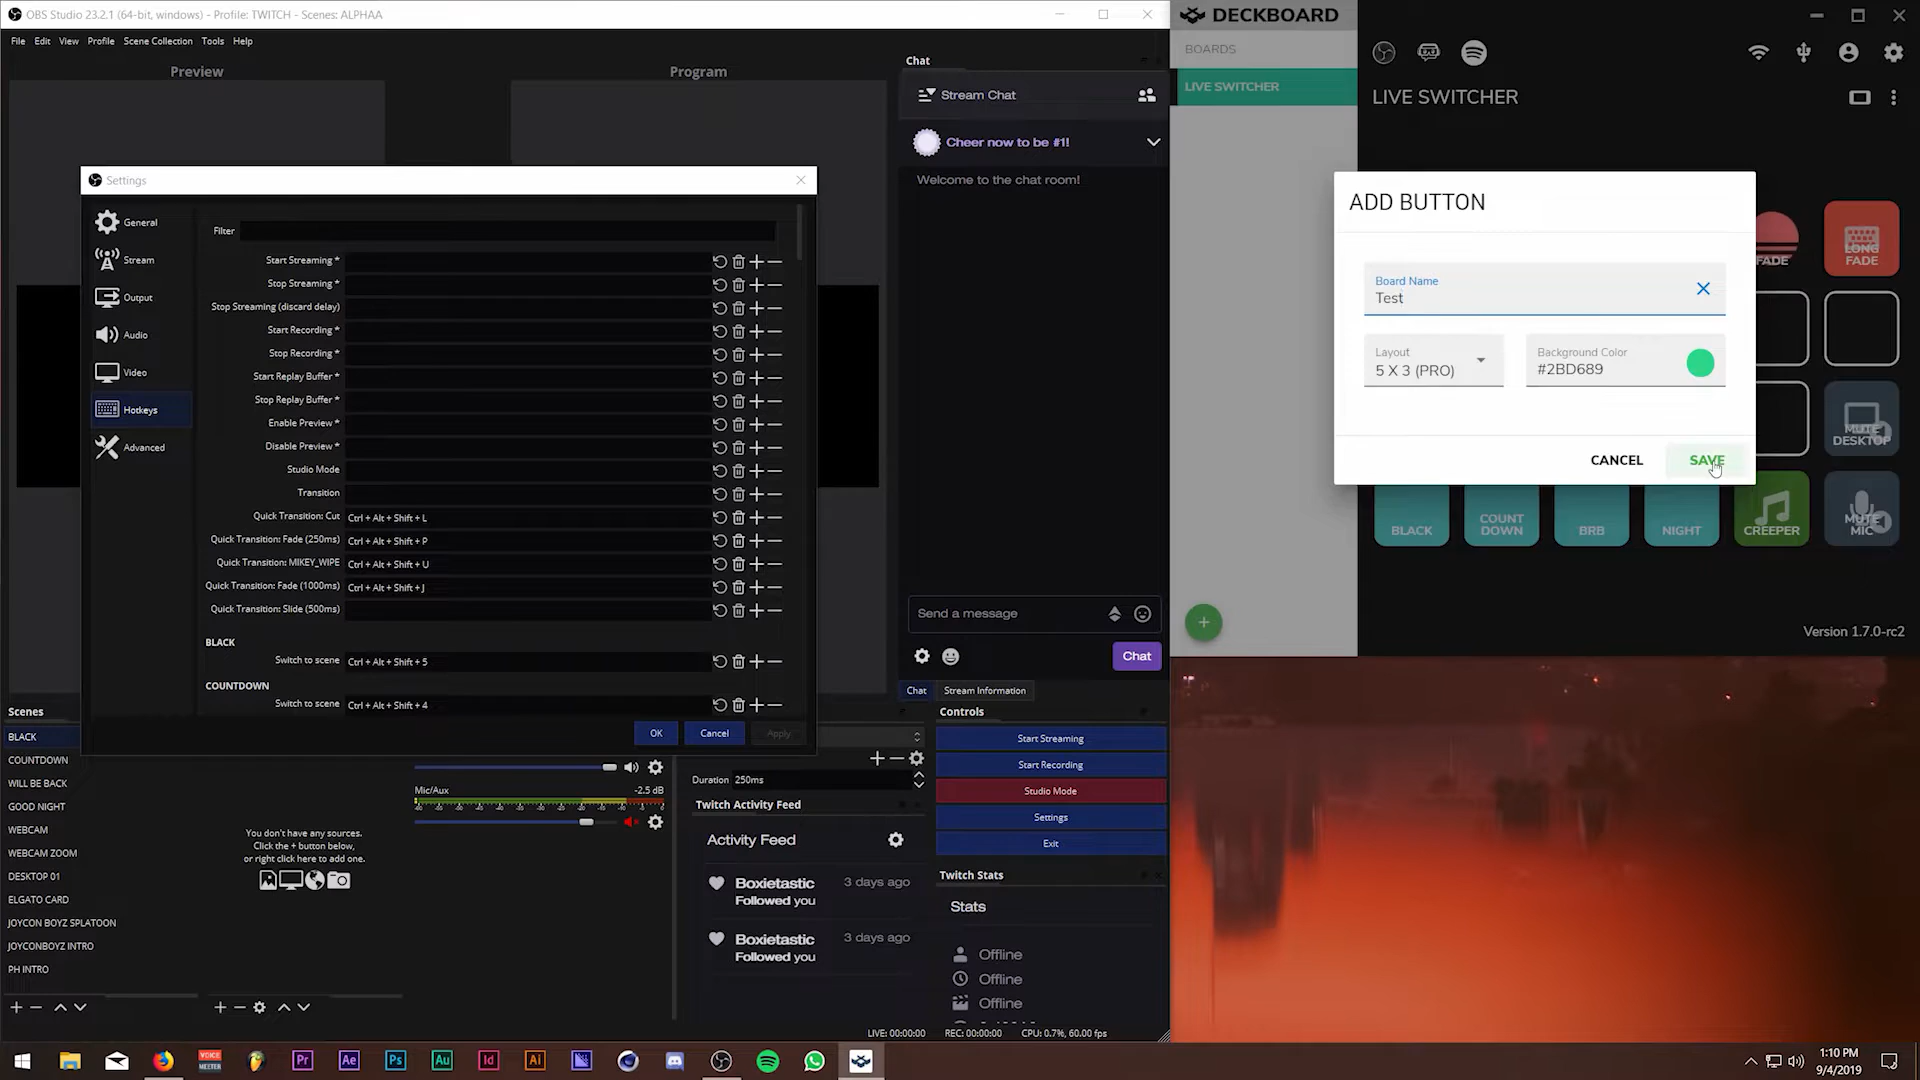 OBS Studio 23.2.1 (64-bit, windows) - Profile: TWITCH - Scenes: ALPHAA
File Edit View Profile Scene Collection Tools Help
Preview
Program
Settings
General
Stream
Output
Audio
Video
Hotkeys
Advanced
Filter
Start Streaming *
Stop Streaming *
Stop Streaming (discard delay)
Start Recording *
Stop Recording *
Start Replay Buffer *
Stop Replay Buffer *
Enable Preview *
Disable Preview *
Studio Mode
Transition
Quick Transition: Cut Ctrl + Alt + Shift + L
Quick Transition: Fade (250ms) Ctrl + Alt + Shift + P
Quick Transition: MIKEY_WIPE Ctrl + Alt + Shift + U
Quick Transition: Fade (1000ms) Ctrl + Alt + Shift + J
Quick Transition: Slide (500ms)
BLACK
Switch to scene Ctrl + Alt + Shift + 5
COUNTDOWN
Switch to scene Ctrl + Alt + Shift + 4
OK Cancel Apply
Scenes
BLACK
COUNTDOWN
WILL BE BACK
GOOD NIGHT
WEBCAM
WEBCAM ZOOM
DESKTOP 01
ELGATO CARD
JOYCON BOYZ SPLATOON
JOYCONBOYZ INTRO
PH INTRO
You don't have any sources.
Click the + button below,
or right click here to add one.
Mic/Aux -2.5 dB
Duration 250ms
Twitch Activity Feed
Activity Feed
Boxietastic 3 days ago
Followed you
Boxietastic 3 days ago
Followed you
Chat
Stream Chat
Cheer now to be #1!
Welcome to the chat room!
Send a message
Chat
Chat Stream Information
Controls
Start Streaming
Start Recording
Studio Mode
Settings
Exit
Twitch Stats
Stats
Offline
Offline
Offline
LIVE: 00:00:00 REC: 00:00:00 CPU: 0.7%, 60.00 fps
DECKBOARD
BOARDS
LIVE SWITCHER
LIVE SWITCHER
ADD BUTTON
Board Name
Test
Layout
5 X 3 (PRO)
Background Color
#2BD689
CANCEL SAVE
FADE
LONG
FADE
MUTE
DESKTOP
BLACK
COUNT
DOWN
BRB
NIGHT
CREEPER
MUTE
MIC
Version 1.7.0-rc2
VOICE
MEETER
Pr Ae Ps Au Id Ai
1:10 PM
9/4/2019